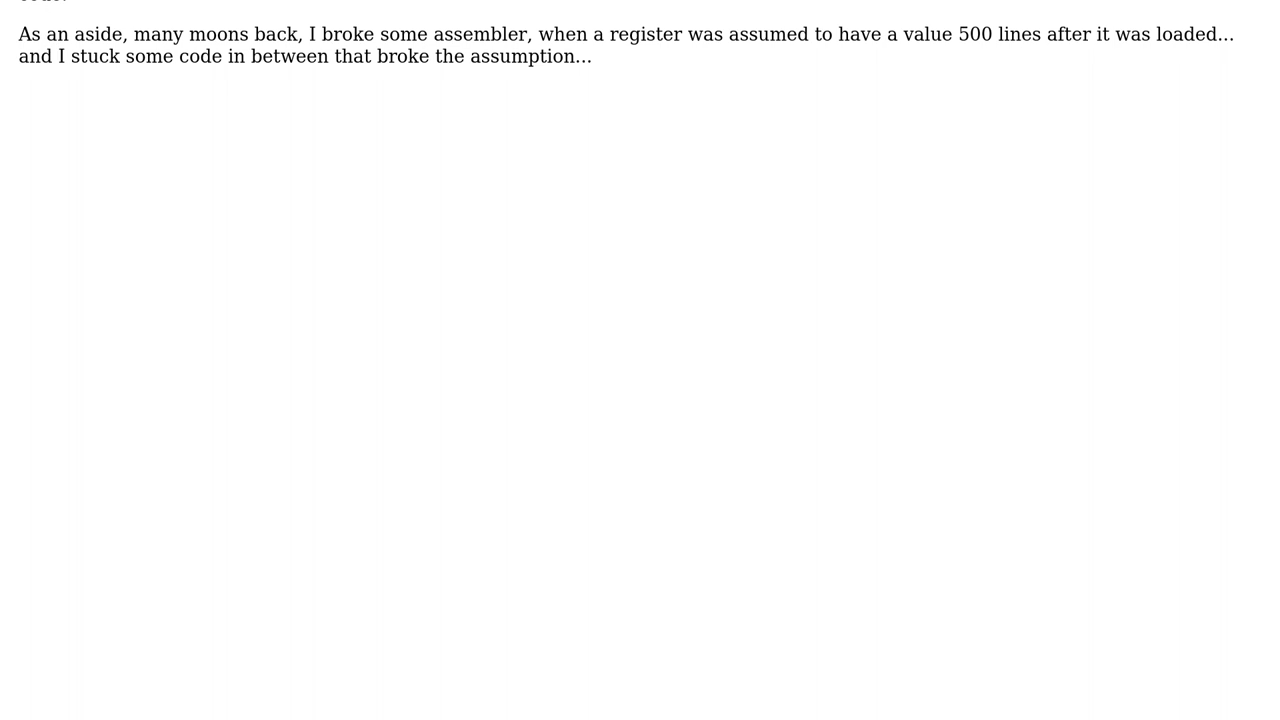 As an aside, many moons back, I broke some assembler, when a register was assumed to have a value 500 lines after it was loaded...
and I stuck some code in between that broke the assumption...